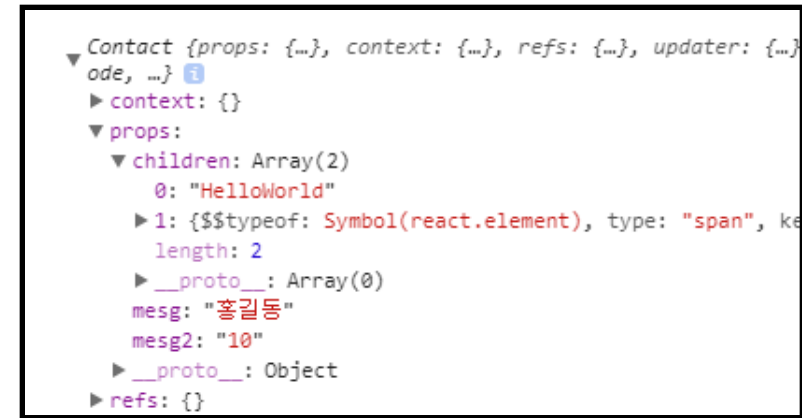 Contact {props: {…}, context: {…}, refs: {…}, updater: {…}
ode, …} i
context: {}
props:
children: Array(2)
0: "HelloWorld"
1: {$$typeof: Symbol(react.element), type: "span", ke
length: 2
__proto__: Array(0)
mesg: "홍길동"
mesg2: "10"
__proto__: Object
refs: {}